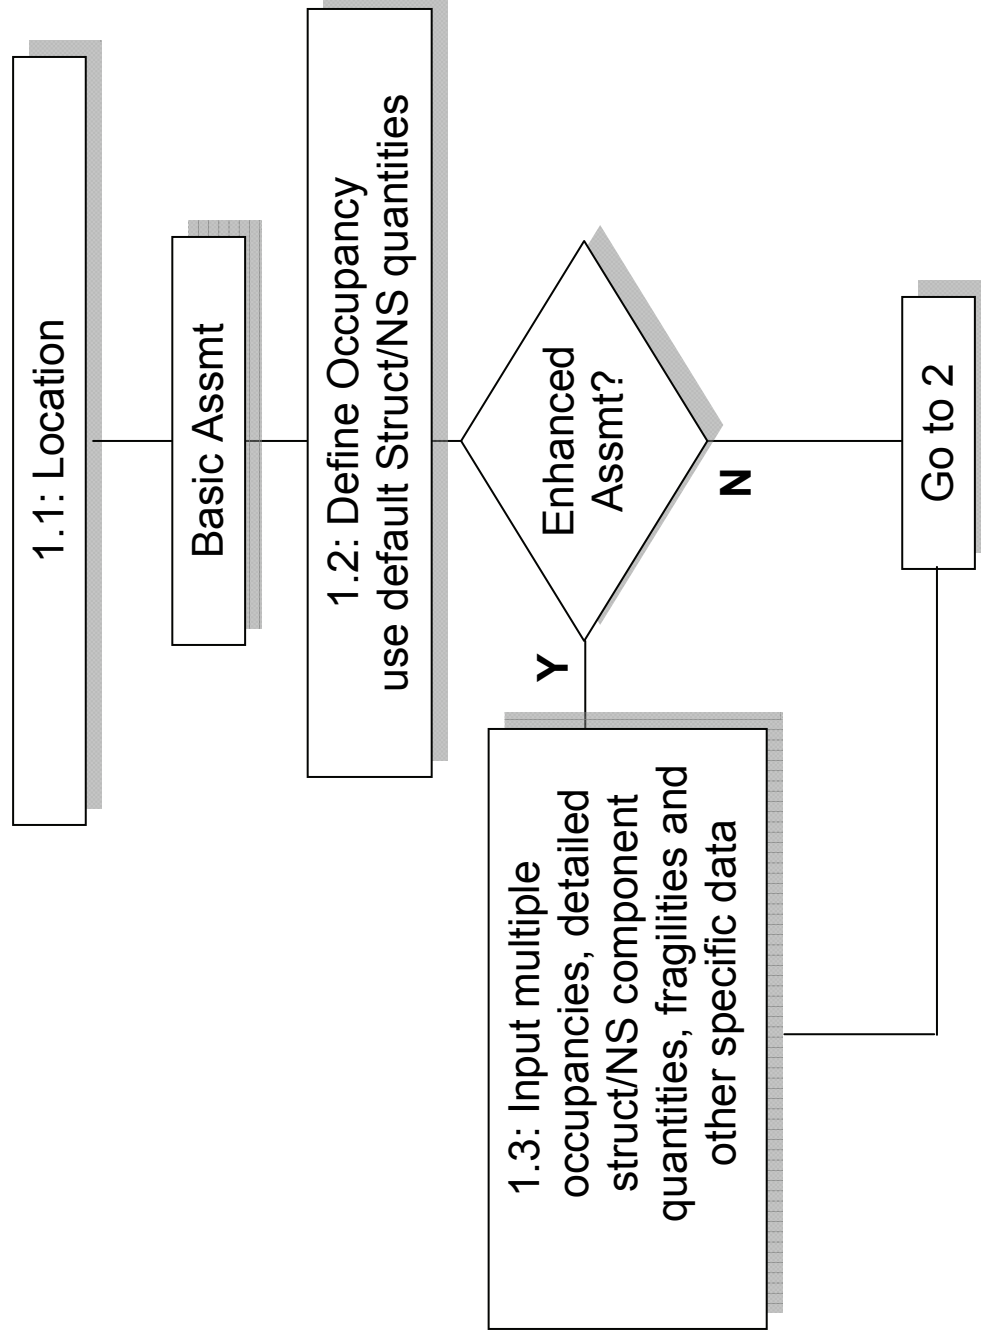 1.1: Location
Basic Assmt
1.2: Define Occupancy
use default Struct/NS quantities
Enhanced
Assmt?
Y
N
1.3: Input multiple
occupancies, detailed
struct/NS component
quantities, fragilities and
other specific data
Go to 2